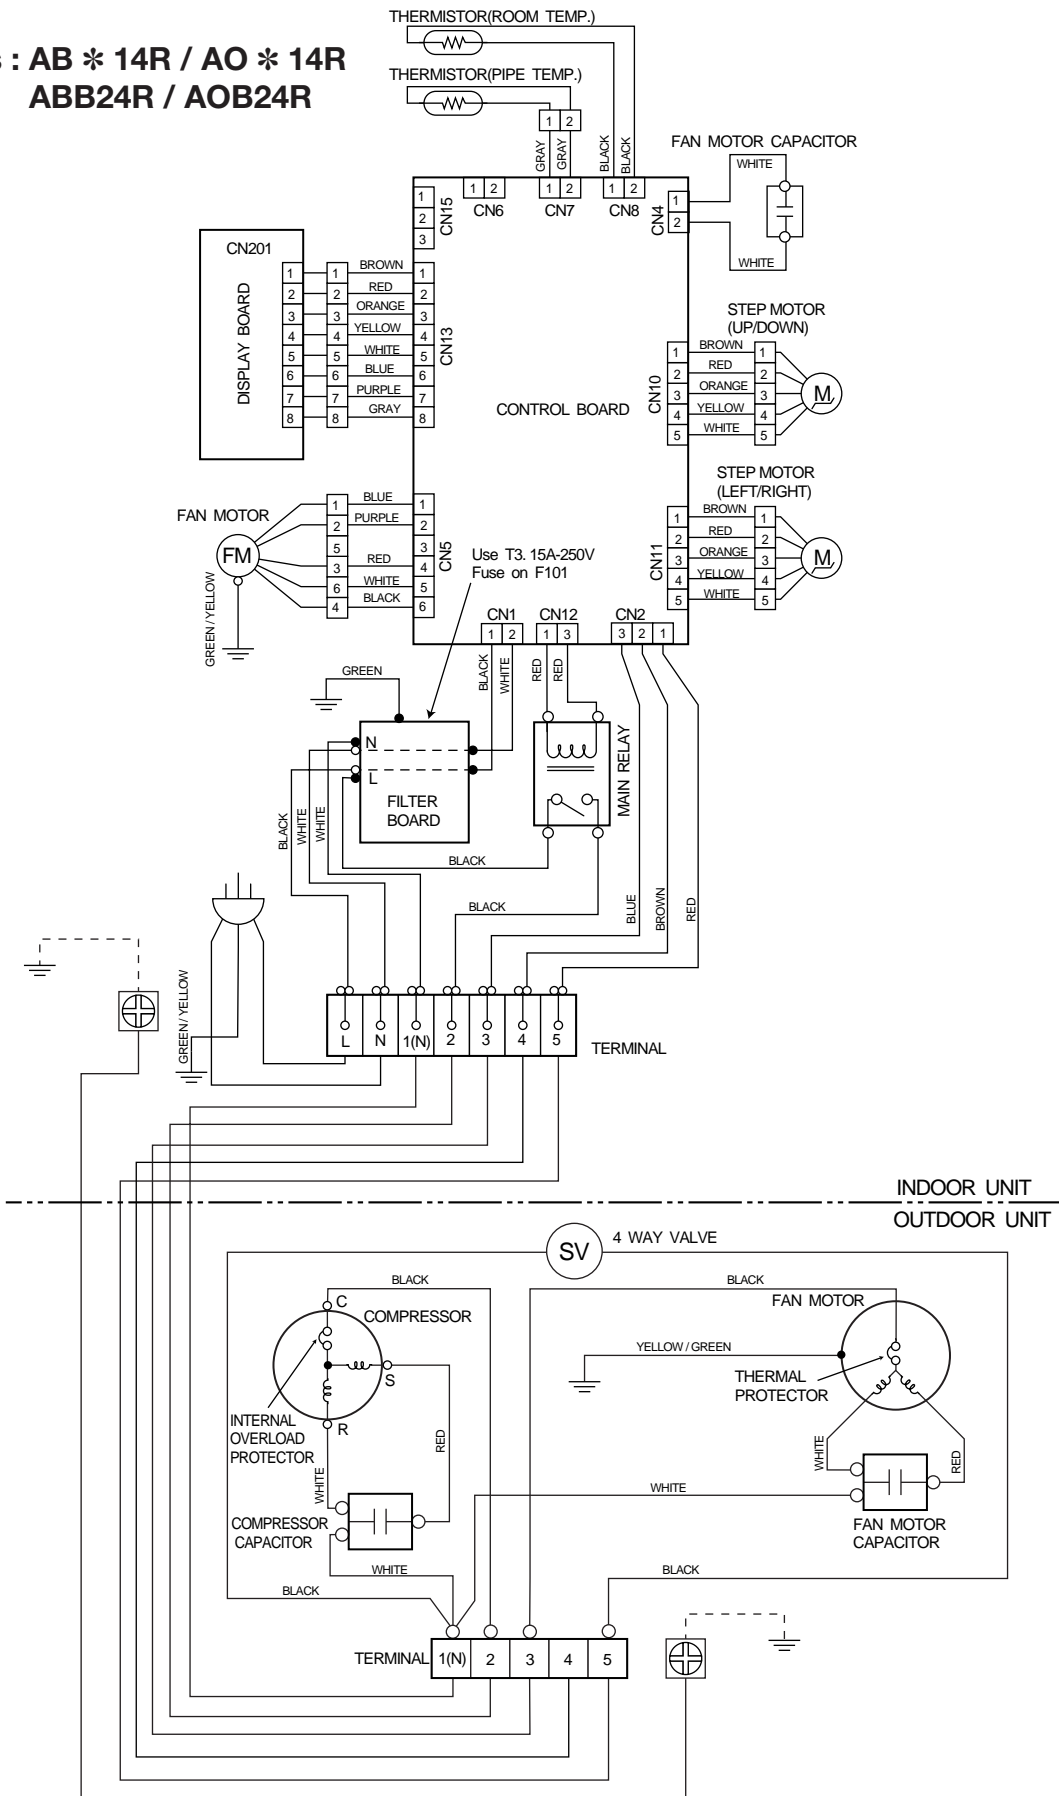 : AB ✻ 14R / AO ✻ 14R
ABB24R / AOB24R
THERMISTOR(ROOM TEMP.)
THERMISTOR(PIPE TEMP.)
1 2
GRAY
GRAY
BLACK
BLACK
FAN MOTOR CAPACITOR
WHITE
WHITE
1 2
CN6
1 2
CN7
1 2
CN8
1
2
CN4
1
2
3
CN15
CN201
DISPLAY BOARD
1 1 BROWN 1
2 2 RED 2
3 3 ORANGE 3
4 4 YELLOW 4
5 5 WHITE 5
6 6 BLUE 6
7 7 PURPLE 7
8 8 GRAY 8
CN13
CONTROL BOARD
STEP MOTOR
(UP/DOWN)
CN10
1 BROWN 1
2 RED 2
3 ORANGE 3
4 YELLOW 4
5 WHITE 5
M
STEP MOTOR
(LEFT/RIGHT)
CN11
1 BROWN 1
2 RED 2
3 ORANGE 3
4 YELLOW 4
5 WHITE 5
M
FAN MOTOR
FM
GREEN/YELLOW
1 BLUE 1
2 PURPLE 2
5 3
3 RED 4
6 WHITE 5
4 BLACK 6
CN5
Use T3. 15A-250V
Fuse on F101
CN1
1 2
CN12
1 3
CN2
3 2 1
BLACK
WHITE
RED
RED
GREEN
N
L
FILTER
BOARD
MAIN RELAY
BLACK
WHITE
WHITE
BLACK
BLACK
BLUE
BROWN
RED
GREEN/YELLOW
L N 1(N) 2 3 4 5
TERMINAL
INDOOR UNIT
OUTDOOR UNIT
SV
4 WAY VALVE
BLACK
C
COMPRESSOR
S
R
INTERNAL
OVERLOAD
PROTECTOR
WHITE
RED
COMPRESSOR
CAPACITOR
WHITE
BLACK
BLACK
FAN MOTOR
YELLOW/GREEN
THERMAL
PROTECTOR
WHITE
RED
WHITE
FAN MOTOR
CAPACITOR
BLACK
TERMINAL 1(N) 2 3 4 5